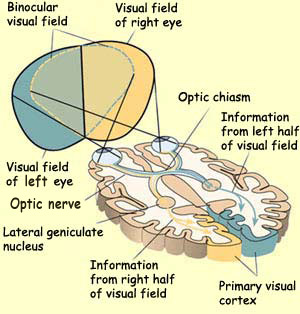 Binocular
visual field
Visual field
of right eye
Optic chiasm
Information
from left half
of visual field
Visual field
of left eye
Optic nerve
Lateral geniculate
nucleus
Information
from right half
of visual field
Primary visual
cortex